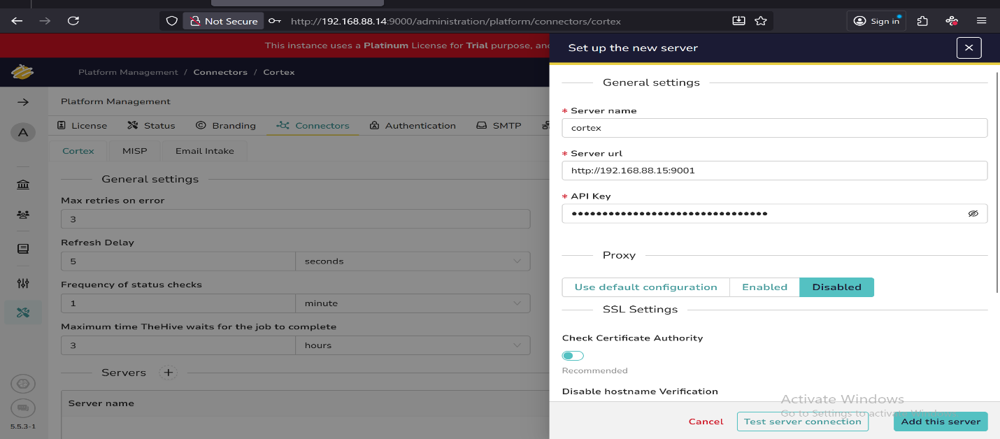 Not Secure
http://192.168.88.14:9000/administration/platform/connectors/cortex
Sign in
This instance uses a Platinum License for Trial purpose, an
Platform Management / Connectors / Cortex
A
5.5.3-1
Platform Management
License
Status
Branding
Connectors
Authentication
SMTP
Cortex
MISP
Email Intake
General settings
Max retries on error
3
Refresh Delay
5
seconds
Frequency of status checks
1
minute
Maximum time TheHive waits for the job to complete
3
hours
Servers +
Server name
Set up the new server
General settings
* Server name
cortex
* Server url
http://192.168.88.15:9001
* API Key
••••••••••••••••••••••••••••••••
Proxy
Use default configuration
Enabled
Disabled
SSL Settings
Check Certificate Authority
Recommended
Disable hostname Verification
Activate Windows
Go to Settings to activate Windows.
Cancel
Test server connection
Add this server